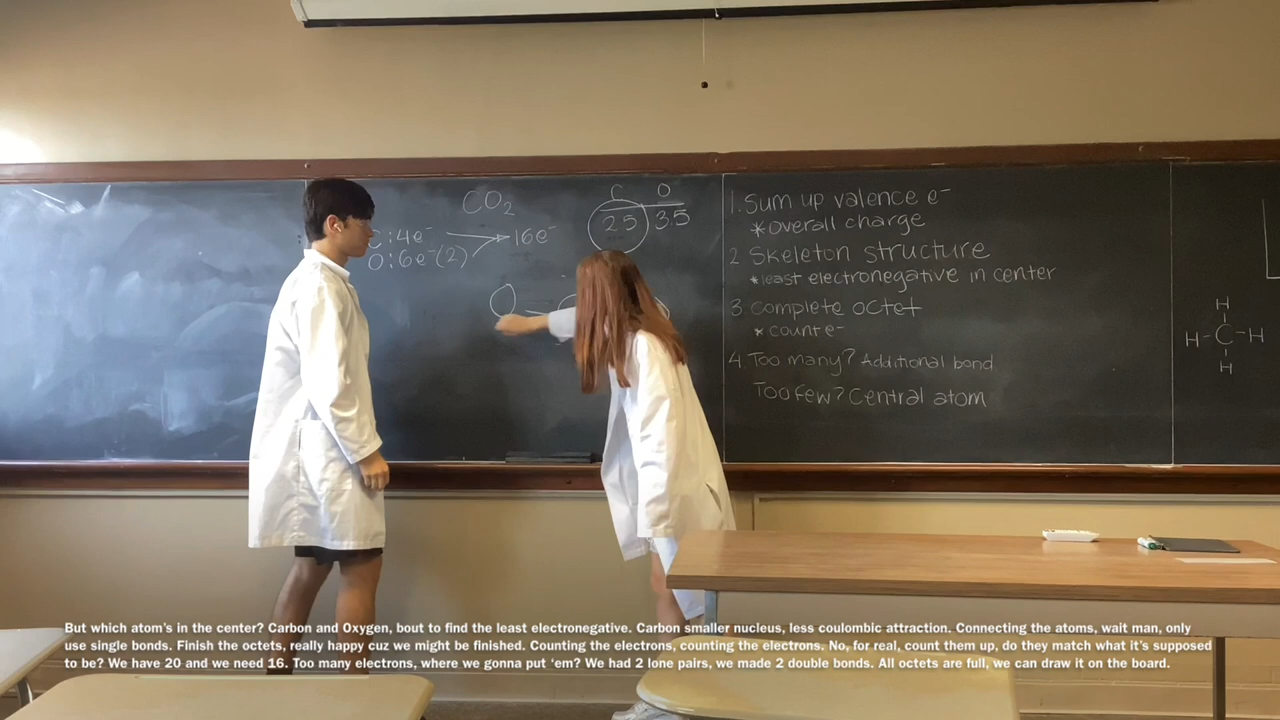 CO₂
C O
2.5 3.5
C:4e⁻
O:6e⁻(2)
16e⁻
O
1. Sum up valence e⁻
*overall charge
2 Skeleton structure
*least electronegative in center
3. complete octet
*count e-
4. Too many? Additional bond
Too few? Central atom
H
H-C-H
H
But which atom's in the center? Carbon and Oxygen, bout to find the least electronegative. Carbon smaller nucleus, less coulombic attraction. Connecting the atoms, wait man, only
use single bonds. Finish the octets, really happy cuz we might be finished. Counting the electrons, counting the electrons. No, for real, count them up, do they match what it's supposed
to be? We have 20 and we need 16. Too many electrons, where we gonna put 'em? We had 2 lone pairs, we made 2 double bonds. All octets are full, we can draw it on the board.